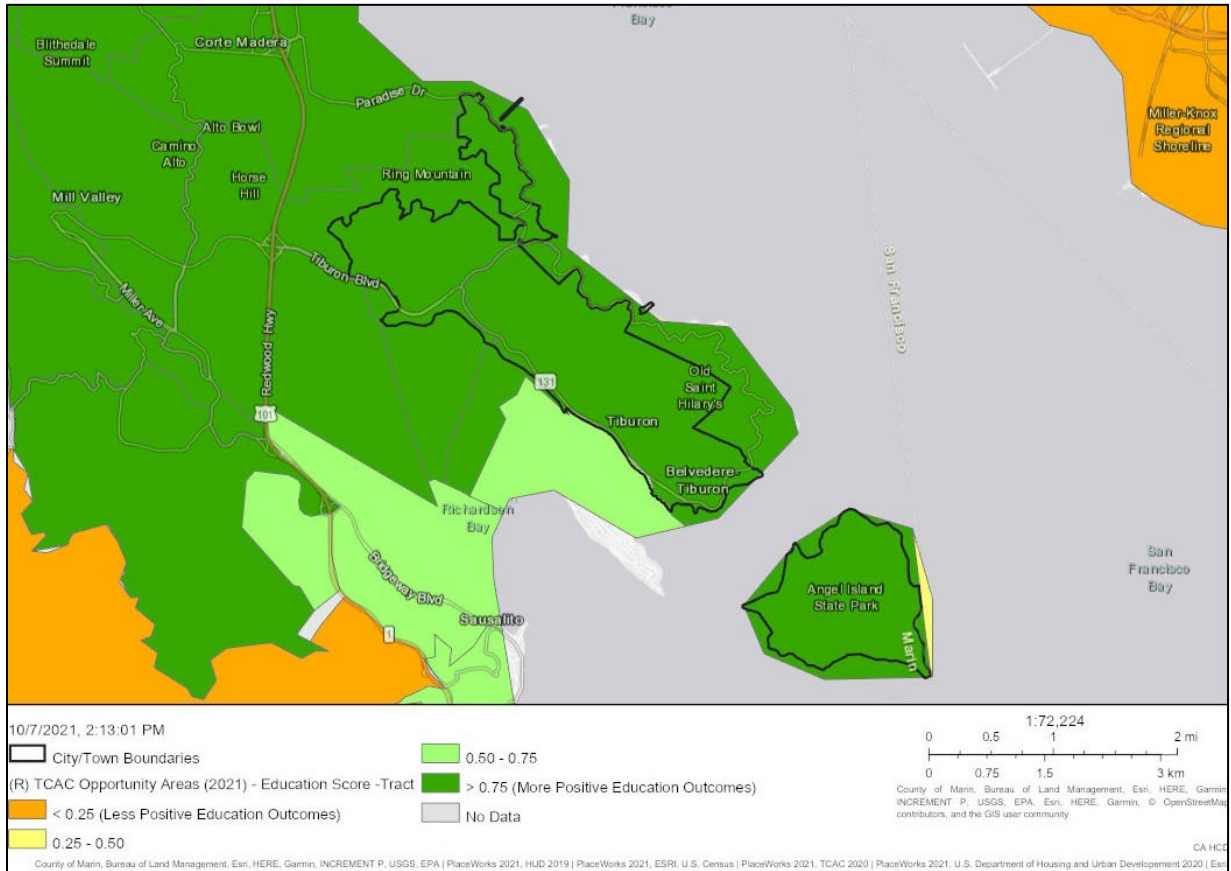 Francisco
Bay
Blithedale
Summit
Corte Madera
Paradise Dr
Miller-Knox
Regional
Shoreline
Alto Bowl
Camino
Alto
Horse
Hill
Ring Mountain
Mill Valley
Tiburon Blvd
Miller Ave
Redwood Hwy
San Francisco
Old
Saint
Hilary's
131
Tiburon
101
Belvedere-
Tiburon
Richardsen
Bay
Bridgeway Blvd
San
Francisco
Bay
Angel Island
State Park
Sausalito
1
Marin
10/7/2021, 2:13:01 PM
City/Town Boundaries
(R) TCAC Opportunity Areas (2021) - Education Score -Tract
< 0.25 (Less Positive Education Outcomes)
0.25 - 0.50
0.50 - 0.75
> 0.75 (More Positive Education Outcomes)
No Data
1:72,224
0 0.5 1 2 mi
0 0.75 1.5 3 km
County of Marin, Bureau of Land Management, Esri, HERE, Garmin,
INCREMENT P, USGS, EPA, Esri, HERE, Garmin, © OpenStreetMap
contributors, and the GIS user community
CA HCD
County of Marin, Bureau of Land Management, Esri, HERE, Garmin, INCREMENT P, USGS, EPA | PlaceWorks 2021, HUD 2019 | PlaceWorks 2021, ESRI, U.S. Census | PlaceWorks 2021, TCAC 2020 | PlaceWorks 2021, U.S. Department of Housing and Urban Developement 2020 | Esri